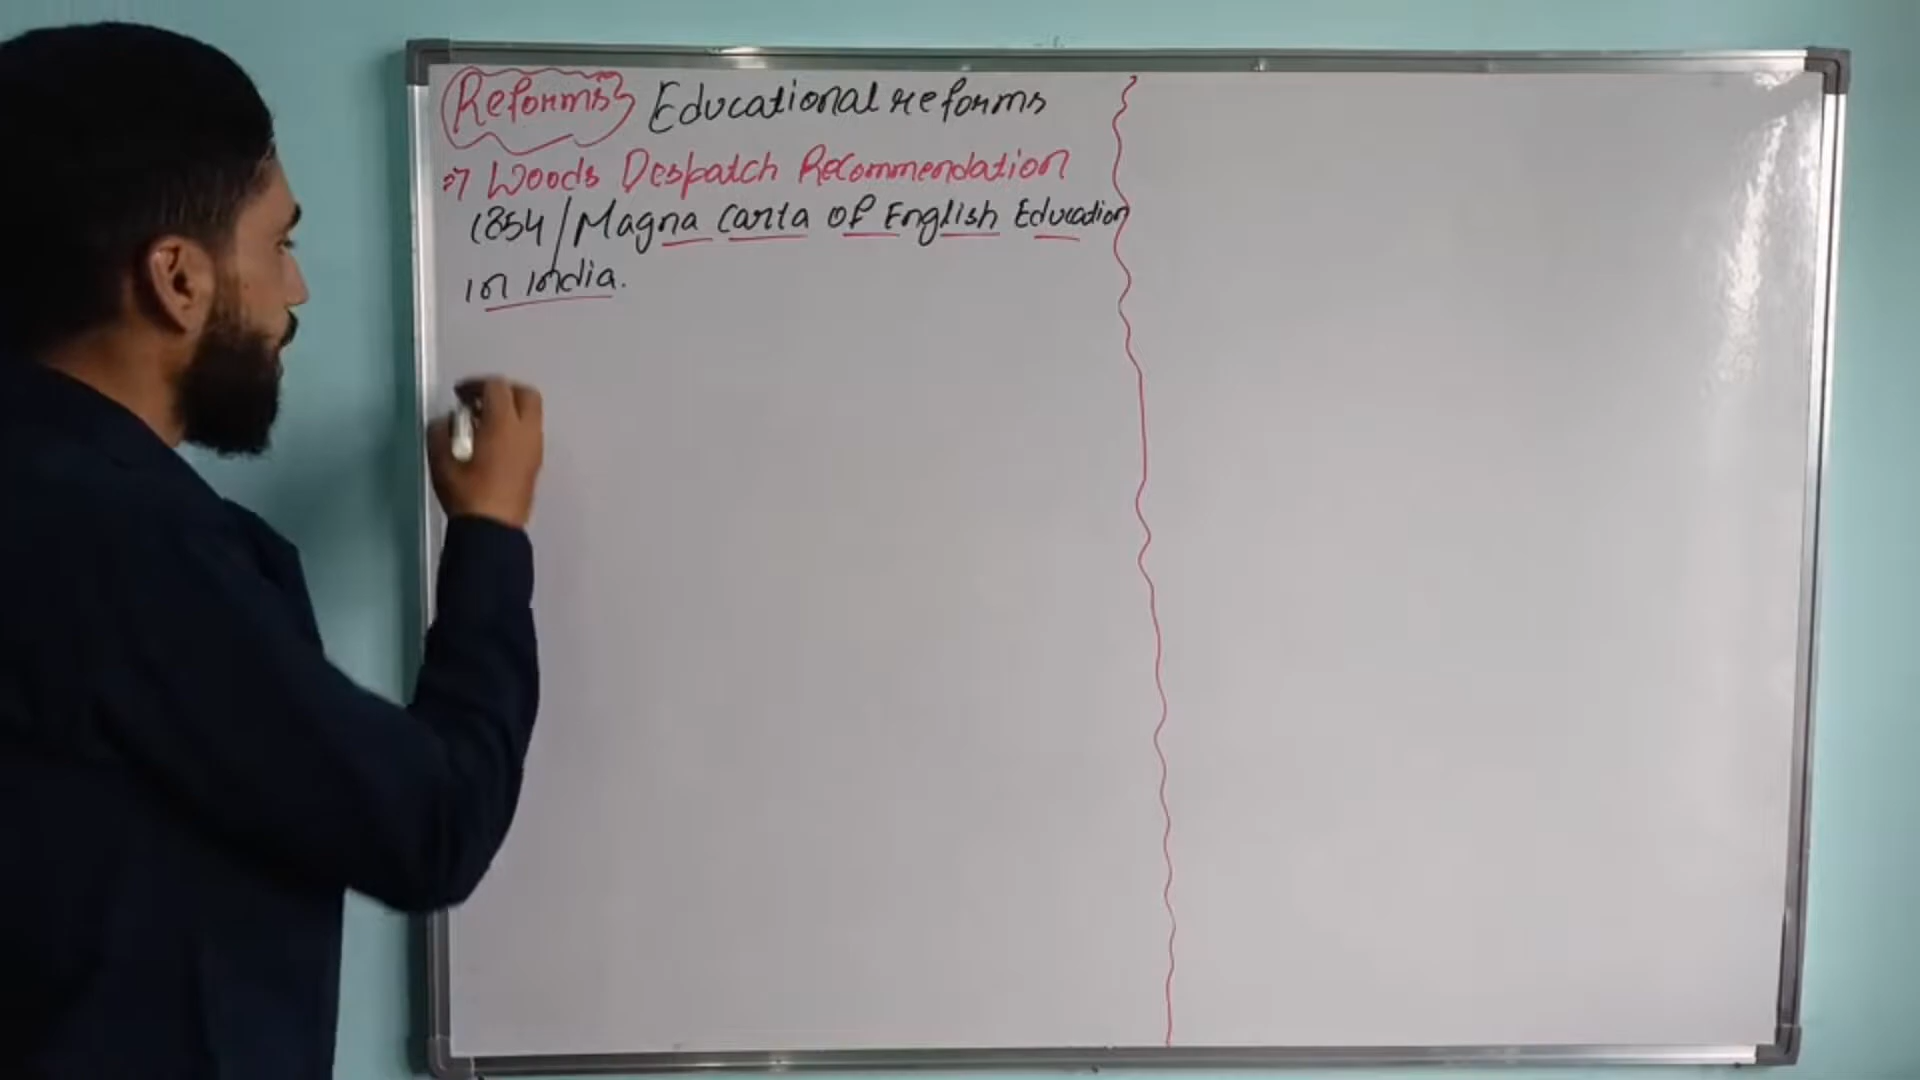 Reforms Educational reforms
⇒ Woods Despatch Recommendation
1854/Magna Carta of English Education
in India.